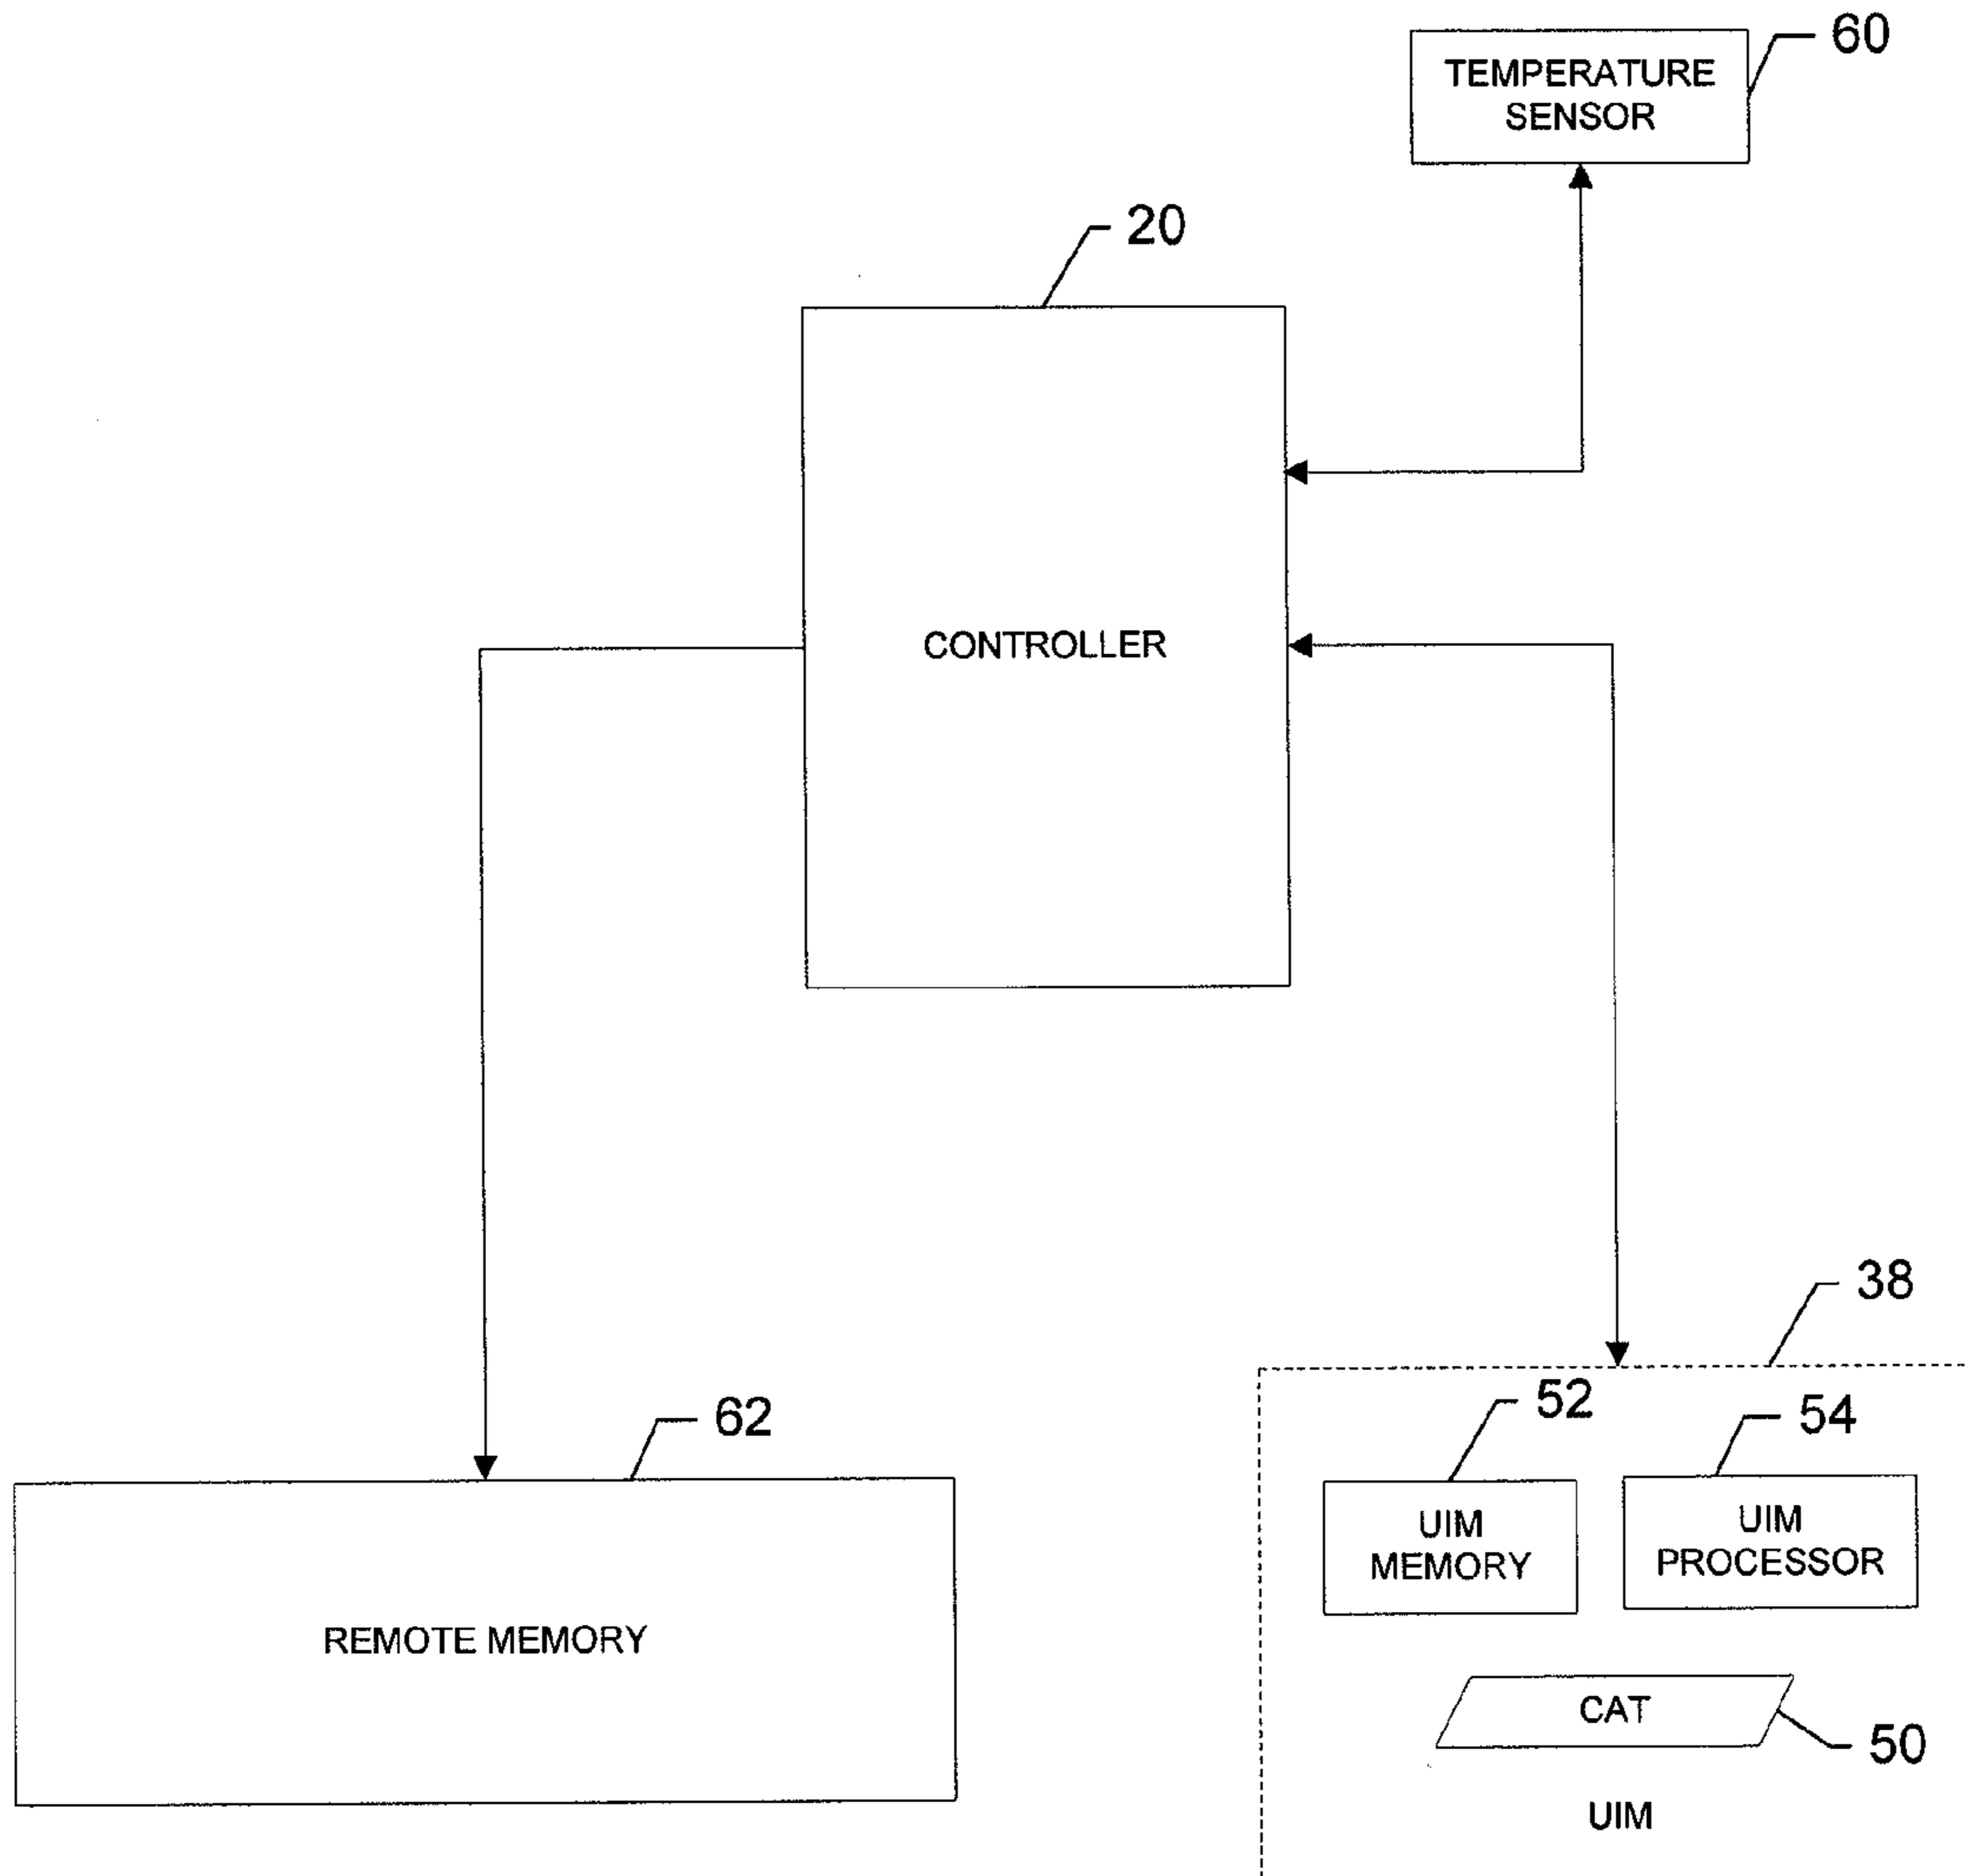 60
TEMPERATURE
SENSOR
20
CONTROLLER
38
52
54
62
UIM
MEMORY
UIM
PROCESSOR
REMOTE MEMORY
CAT
50
UIM